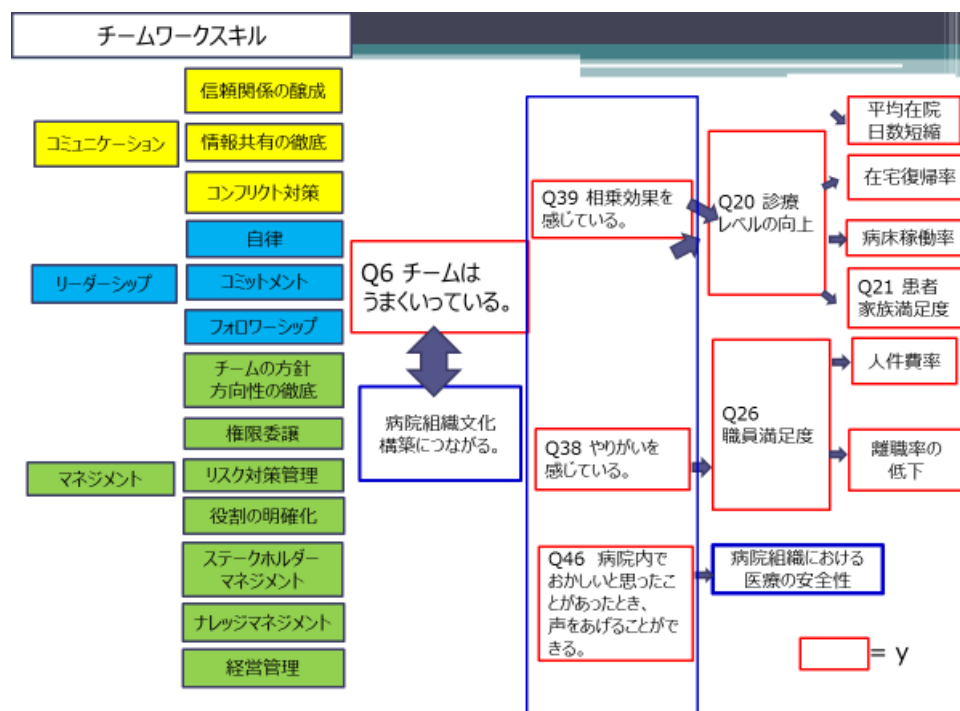 チームワークスキル
コミュニケーション
信頼関係の醸成
情報共有の徹底
コンフリクト対策
リーダーシップ
自律
コミットメント
フォロワーシップ
マネジメント
チームの方針
方向性の徹底
権限委譲
リスク対策管理
役割の明確化
ステークホルダー
マネジメント
ナレッジマネジメント
経営管理
Q6 チームは
うまくいっている。
病院組織文化
構築につながる。
Q39 相乗効果を
感じている。
Q38 やりがいを
感じている。
Q46 病院内で
おかしいと思ったこ
とがあったとき、
声をあげることがで
きる。
Q20 診療
レベルの向上
Q26
職員満足度
病院組織における
医療の安全性
平均在院
日数短縮
在宅復帰率
病床稼働率
Q21 患者
家族満足度
人件費率
離職率の
低下
= y